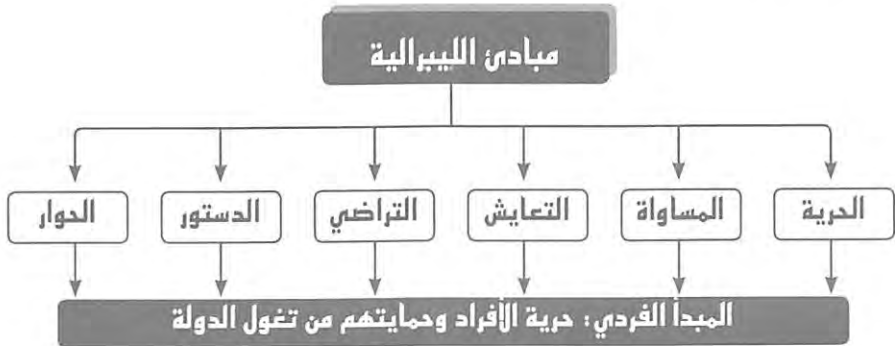 مبادئ الليبرالية
الحرية
المساواة
التعايش
التراضي
الدستور
الحوار
المبدأ الفردي: حرية الأفراد وحمايتهم من تغول الدولة